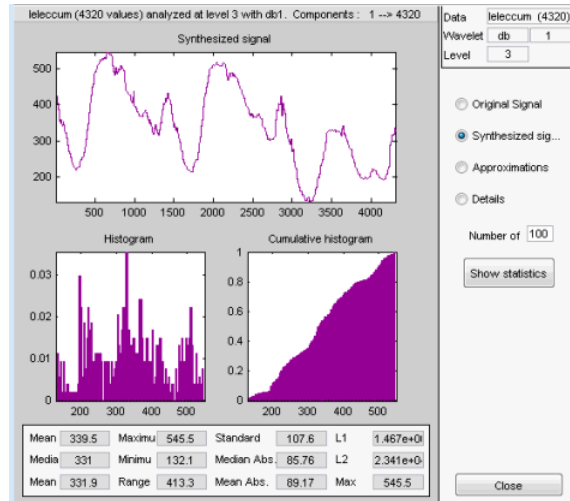 leleccum (4320 values) analyzed at level 3 with db1. Components : 1 --> 4320
Data leleccum (4320)
Wavelet db 1
Level 3
Synthesized signal
500
400
300
200
500 1000 1500 2000 2500 3000 3500 4000
Original Signal
Synthesized sig...
Approximations
Details
Number of 100
Show statistics
Histogram
0.03
0.02
0.01
0
200 300 400 500
Cumulative histogram
1
0.8
0.6
0.4
0.2
0
200 300 400 500
Mean 339.5 Maximu 545.5 Standard 107.6 L1 1.467e+0
Media 331 Minimu 132.1 Median Abs. 85.76 L2 2.341e+0
Mean 331.9 Range 413.3 Mean Abs. 89.17 Max 545.5
Close